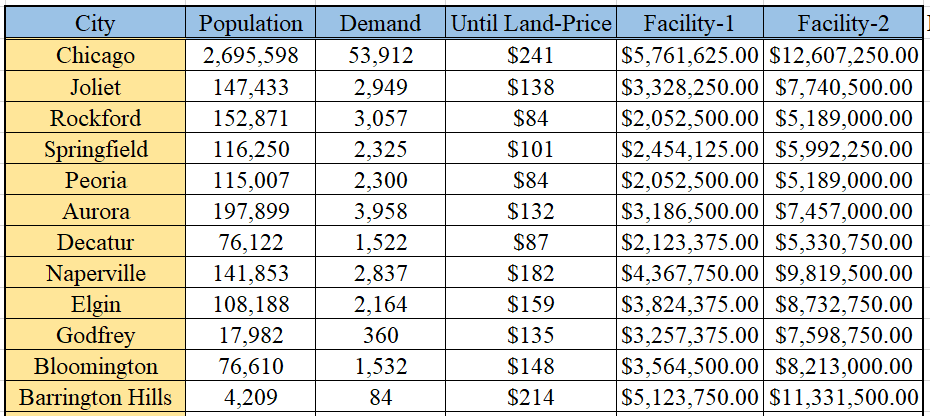 City Population Demand Until Land-Price Facility-1 Facility-2
Chicago 2,695,598 53,912 $241 $5,761,625.00 $12,607,250.00
Joliet 147,433 2,949 $138 $3,328,250.00 $7,740,500.00
Rockford 152,871 3,057 $84 $2,052,500.00 $5,189,000.00
Springfield 116,250 2,325 $101 $2,454,125.00 $5,992,250.00
Peoria 115,007 2,300 $84 $2,052,500.00 $5,189,000.00
Aurora 197,899 3,958 $132 $3,186,500.00 $7,457,000.00
Decatur 76,122 1,522 $87 $2,123,375.00 $5,330,750.00
Naperville 141,853 2,837 $182 $4,367,750.00 $9,819,500.00
Elgin 108,188 2,164 $159 $3,824,375.00 $8,732,750.00
Godfrey 17,982 360 $135 $3,257,375.00 $7,598,750.00
Bloomington 76,610 1,532 $148 $3,564,500.00 $8,213,000.00
Barrington Hills 4,209 84 $214 $5,123,750.00 $11,331,500.00